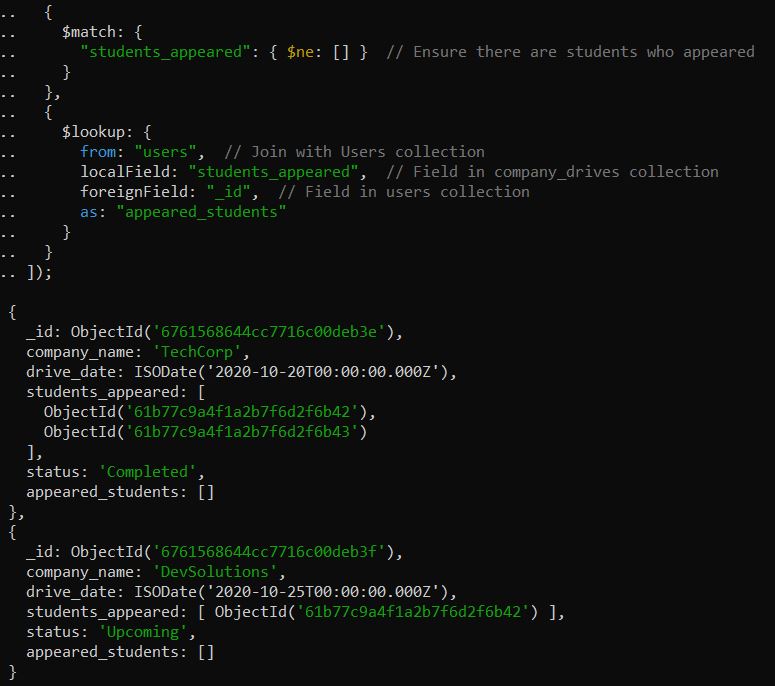 ..   {
..     $match: {
..       "students_appeared": { $ne: [] }  // Ensure there are students who appeared
..     }
..   },
..   {
..     $lookup: {
..       from: "users",  // Join with Users collection
..       localField: "students_appeared",  // Field in company_drives collection
..       foreignField: "_id",  // Field in users collection
..       as: "appeared_students"
..     }
..   }
.. ]);
{
  _id: ObjectId('6761568644cc7716c00deb3e'),
  company_name: 'TechCorp',
  drive_date: ISODate('2020-10-20T00:00:00.000Z'),
  students_appeared: [
    ObjectId('61b77c9a4f1a2b7f6d2f6b42'),
    ObjectId('61b77c9a4f1a2b7f6d2f6b43')
  ],
  status: 'Completed',
  appeared_students: []
},
{
  _id: ObjectId('6761568644cc7716c00deb3f'),
  company_name: 'DevSolutions',
  drive_date: ISODate('2020-10-25T00:00:00.000Z'),
  students_appeared: [ ObjectId('61b77c9a4f1a2b7f6d2f6b42') ],
  status: 'Upcoming',
  appeared_students: []
}